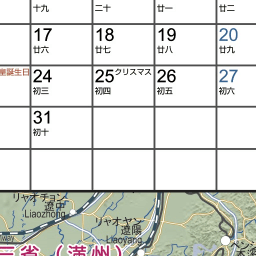 十九 二十 廿一 廿二
17 18 19 20
廿六 廿七 廿八 廿九
誕生日 24 25 クリスマス 26 27
初三 初四 初五 初六
31
初十
リャオチョン
遼中
Liaozhong
リャオヤン
遼陽
Liaoyang
ベン
三省(満州)